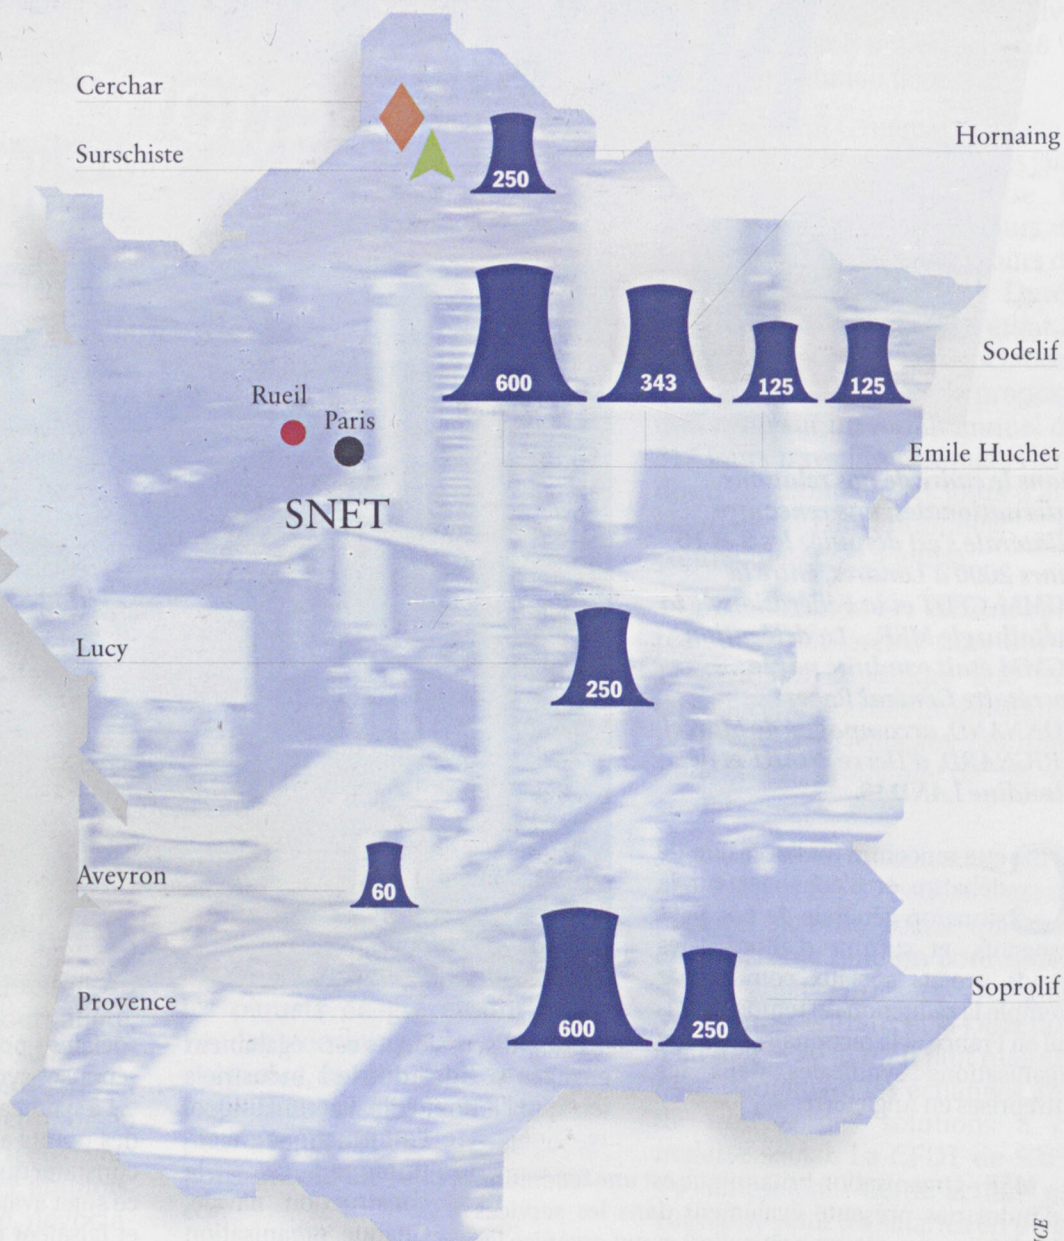 Cerchar
Hornaing
Surschiste
250
Sodelif
600
343
125
125
Rueil
Paris
Emile Huchet
SNET
Lucy
250
Aveyron
60
Provence
Soprolif
600
250